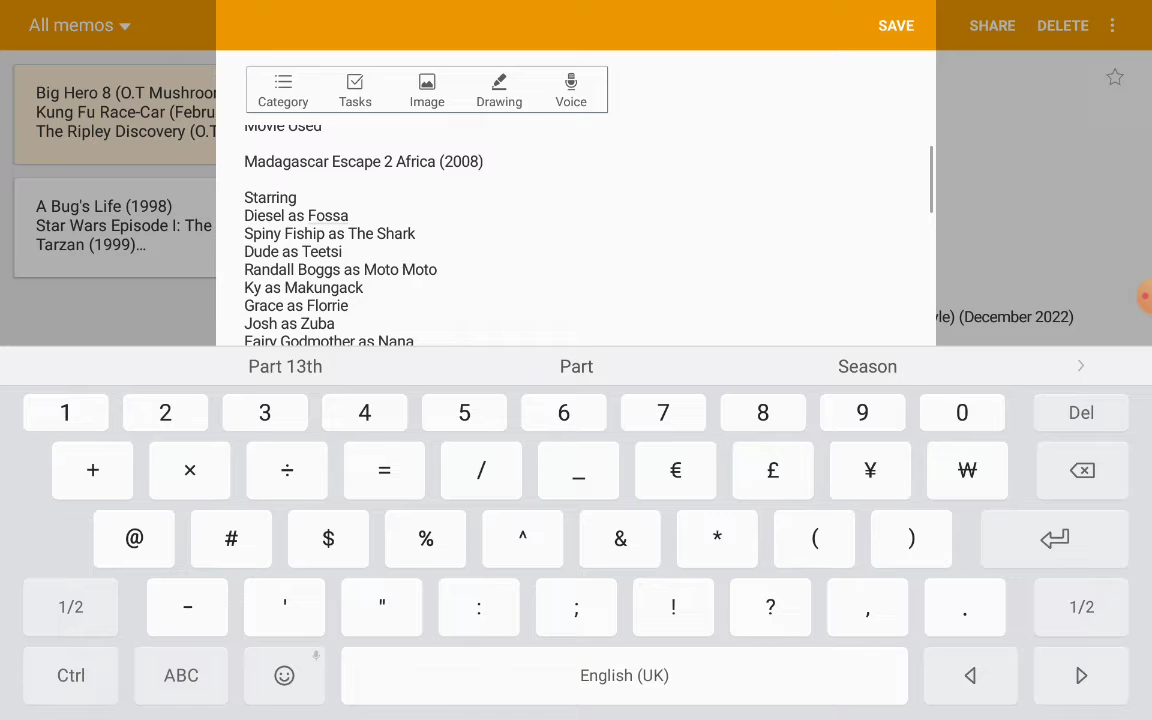 All memos
SAVE
SHARE
DELETE
Big Hero 8 (O.T Mushroo
Kung Fu Race-Car (Febru
The Ripley Discovery (O.T
A Bug's Life (1998)
Star Wars Episode I: The
Tarzan (1999)...
Category
Tasks
Image
Drawing
Voice
Movie Used
Madagascar Escape 2 Africa (2008)
Starring
Diesel as Fossa
Spiny Fiship as The Shark
Dude as Teetsi
Randall Boggs as Moto Moto
Ky as Makungack
Grace as Florrie
Josh as Zuba
Fairy Godmother as Nana
yle) (December 2022)
Part 13th
Part
Season
1 2 3 4 5 6 7 8 9 0 Del
+ × ÷ = / _ € £ ¥ ₩
@ # $ % ^ & * ( )
1/2 - ' " : ; ! ? , . 1/2
Ctrl ABC English (UK)